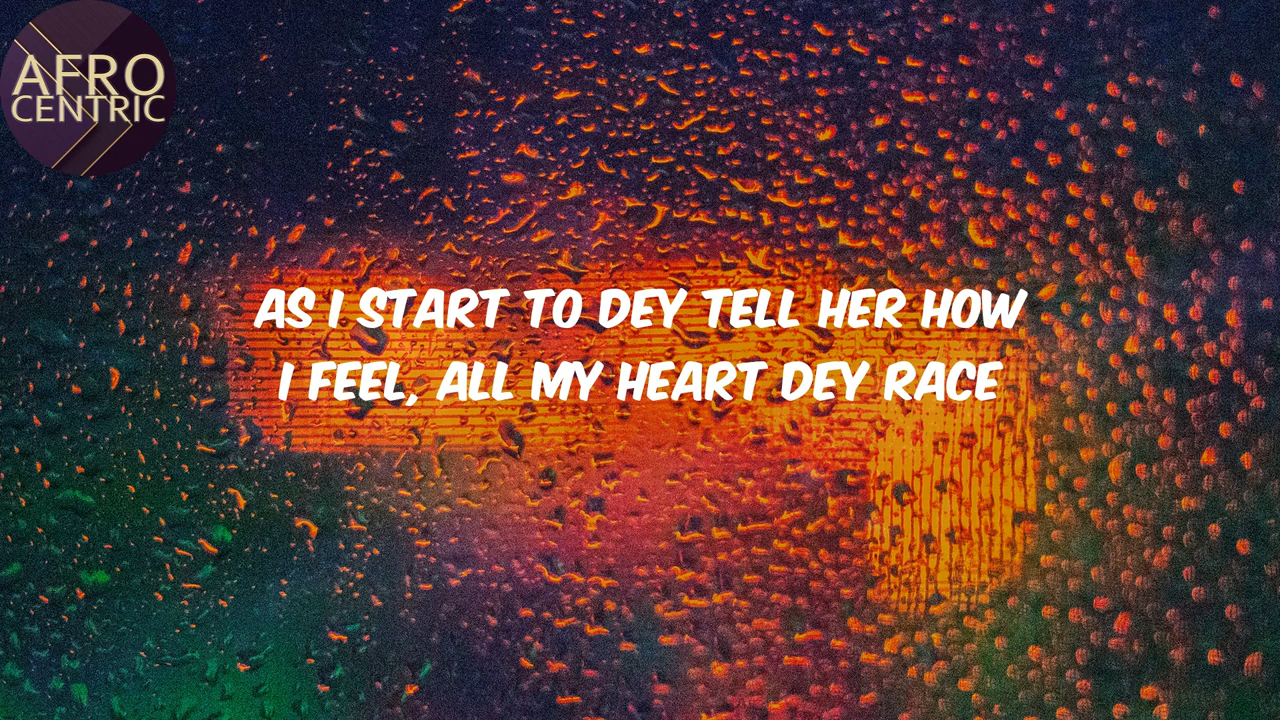 AFRO
CENTRIC
AS I START TO DEY TELL HER HOW
I FEEL, ALL MY HEART DEY RACE